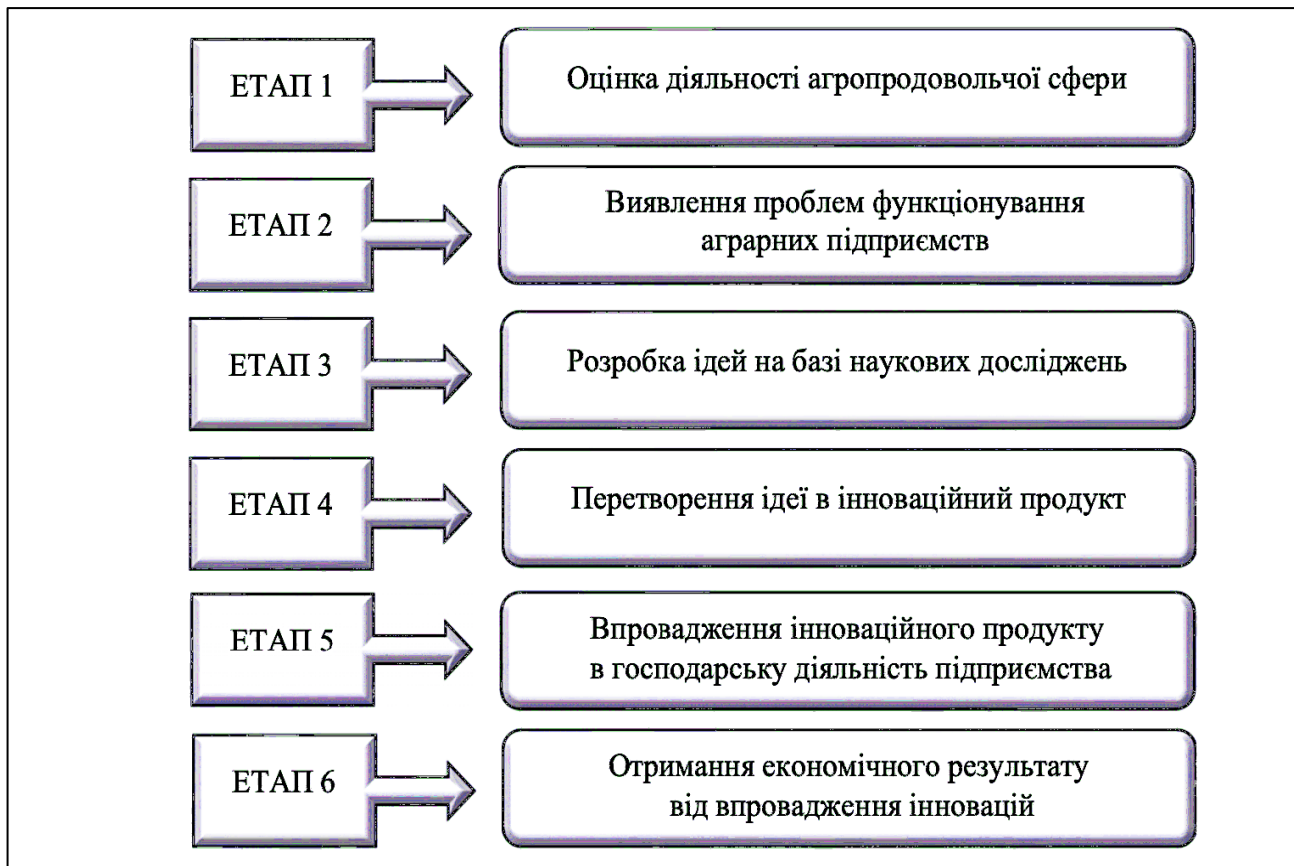 ЕТАП 1
Оцінка діяльності агропродовольчої сфери
ЕТАП 2
Виявлення проблем функціонування
аграрних підприємств
ЕТАП 3
Розробка ідей на базі наукових досліджень
ЕТАП 4
Перетворення ідеї в інноваційний продукт
ЕТАП 5
Впровадження інноваційного продукту
в господарську діяльність підприємства
ЕТАП 6
Отримання економічного результату
від впровадження інновацій